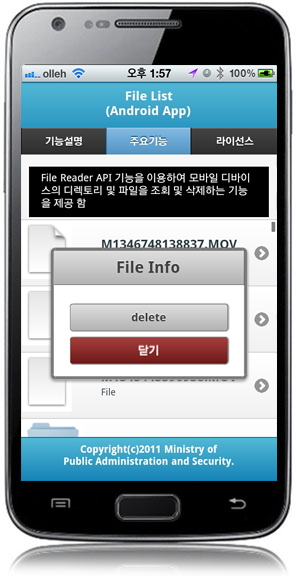 olleh 오후 1:57 100%
File List
(Android App)
기능설명 주요기능 라이선스
File Reader API 기능을 이용하여 모바일 디바이
스의 디렉토리 및 파일을 조회 및 삭제하는 기능
을 제공 함
M1346748138837.MOV
File Info
delete
닫기
File
Copyright(c)2011 Ministry of
Public Administration and Security.